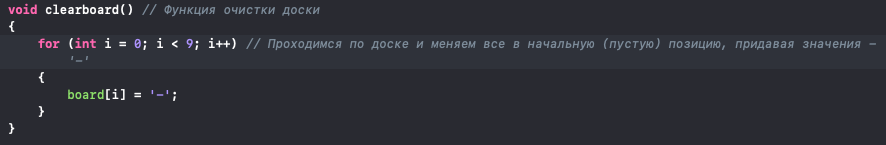 void clearboard() // Функция очистки доски
{
for (int i = 0; i < 9; i++) // Проходимся по доске и меняем все в начальную (пустую) позицию, придавая значения –
'–'
{
board[i] = '–';
}
}